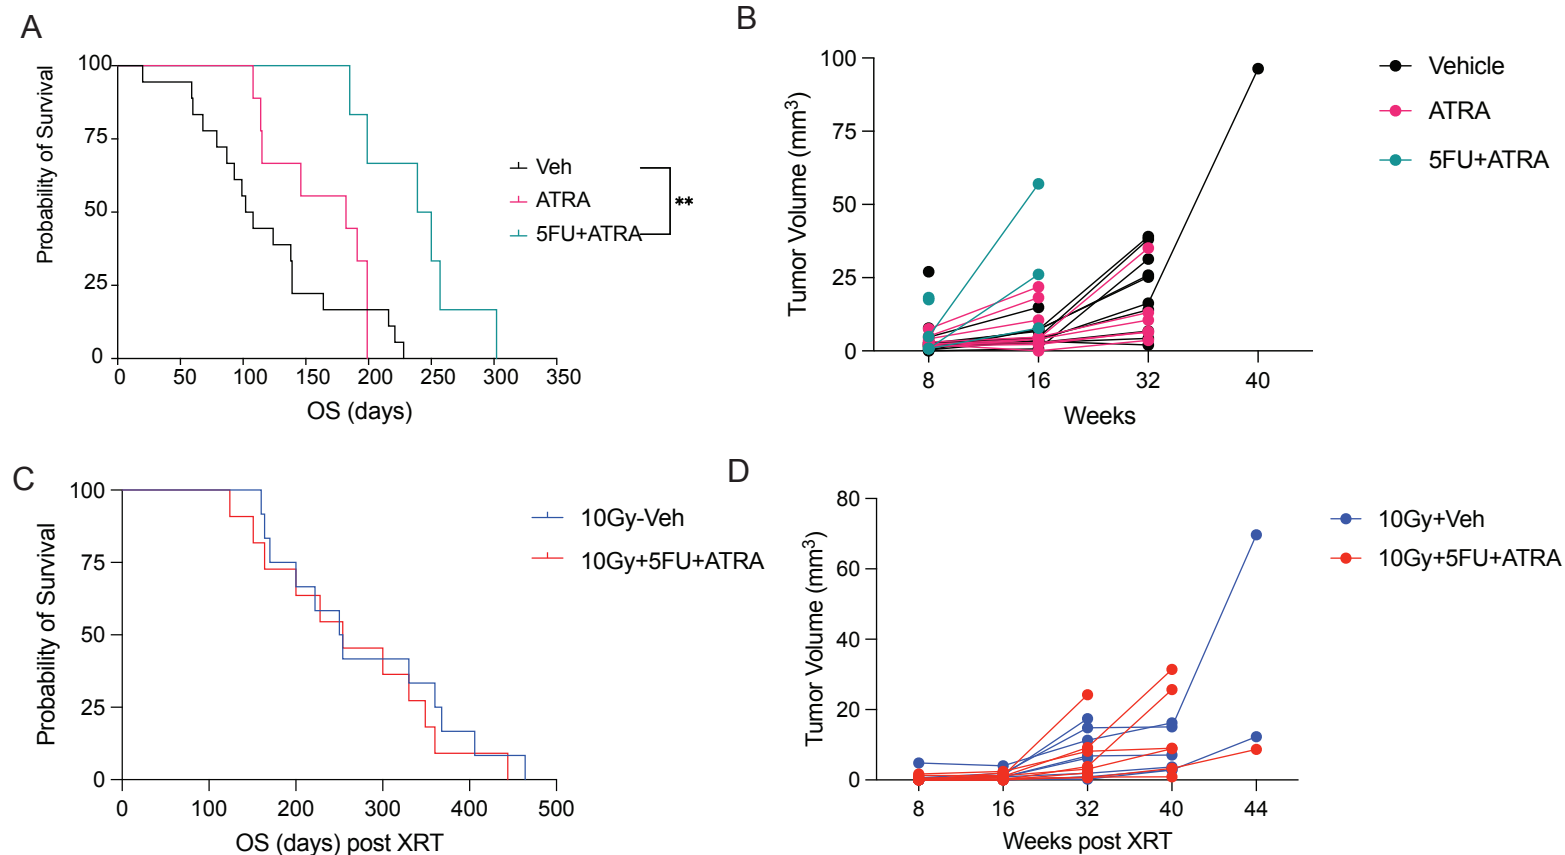 A
Probability of Survival
100
75
50
25
0
0 50 100 150 200 250 300 350
OS (days)
Veh
ATRA
5FU+ATRA
**
B
Tumor Volume (mm³)
100
75
50
25
0
8 16 32 40
Weeks
Vehicle
ATRA
5FU+ATRA
C
Probability of Survival
100
75
50
25
0
0 100 200 300 400 500
OS (days) post XRT
10Gy-Veh
10Gy+5FU+ATRA
D
Tumor Volume (mm³)
80
60
40
20
0
8 16 32 40 44
Weeks post XRT
10Gy+Veh
10Gy+5FU+ATRA